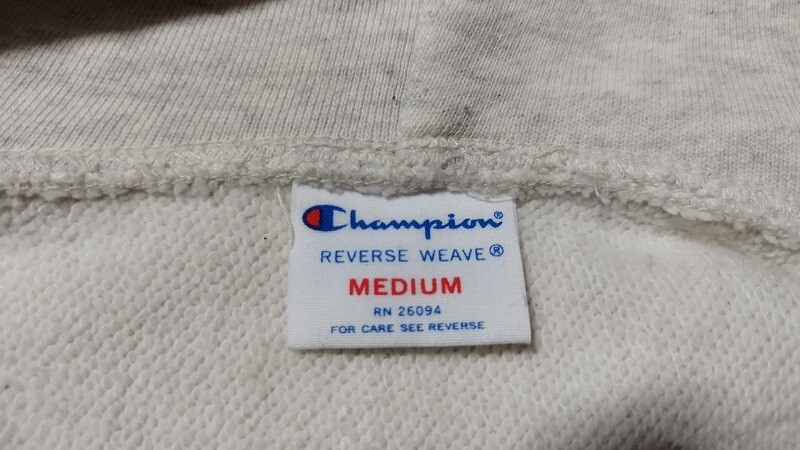 Champion®
REVERSE WEAVE®
MEDIUM
RN 26094
FOR CARE SEE REVERSE